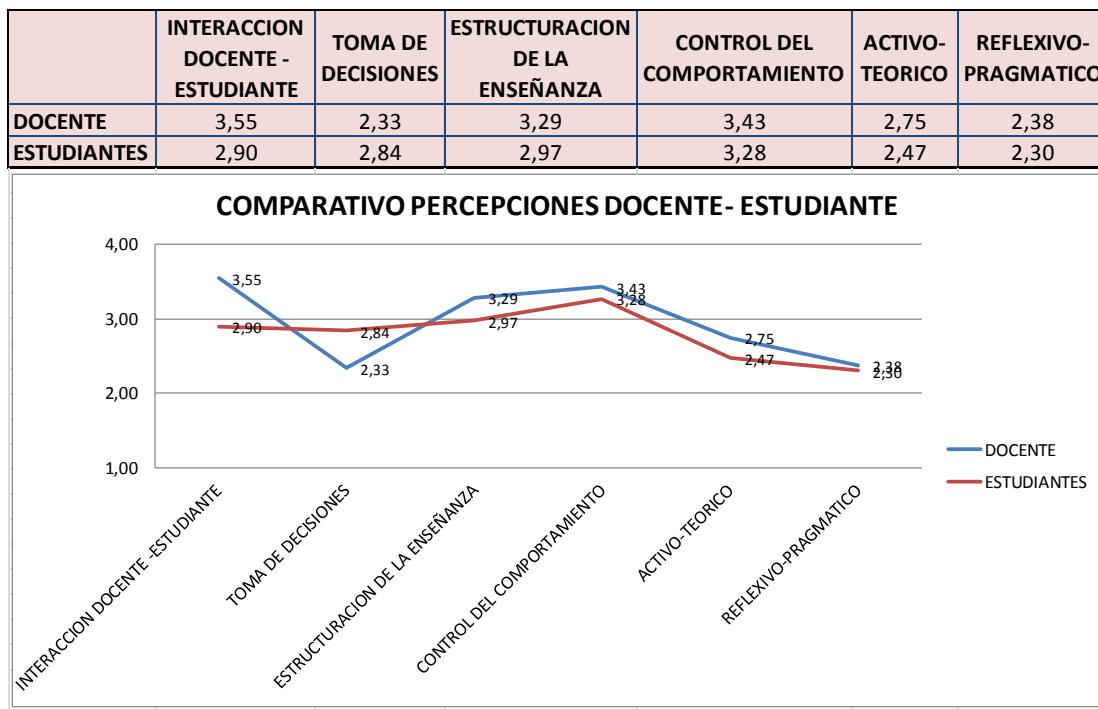 INTERACCION DOCENTE - ESTUDIANTE
TOMA DE DECISIONES
ESTRUCTURACION DE LA ENSEÑANZA
CONTROL DEL COMPORTAMIENTO
ACTIVO- TEORICO
REFLEXIVO- PRAGMATICO
DOCENTE 3,55 2,33 3,29 3,43 2,75 2,38
ESTUDIANTES 2,90 2,84 2,97 3,28 2,47 2,30
COMPARATIVO PERCEPCIONES DOCENTE- ESTUDIANTE
4,00
3,00
2,00
1,00
3,55
2,33
3,29
3,43
2,75
2,38
2,90
2,84
2,97
3,28
2,47
2,30
INTERACCION DOCENTE -ESTUDIANTE
TOMA DE DECISIONES
ESTRUCTURACION DE LA ENSEÑANZA
CONTROL DEL COMPORTAMIENTO
ACTIVO-TEORICO
REFLEXIVO-PRAGMATICO
DOCENTE
ESTUDIANTES